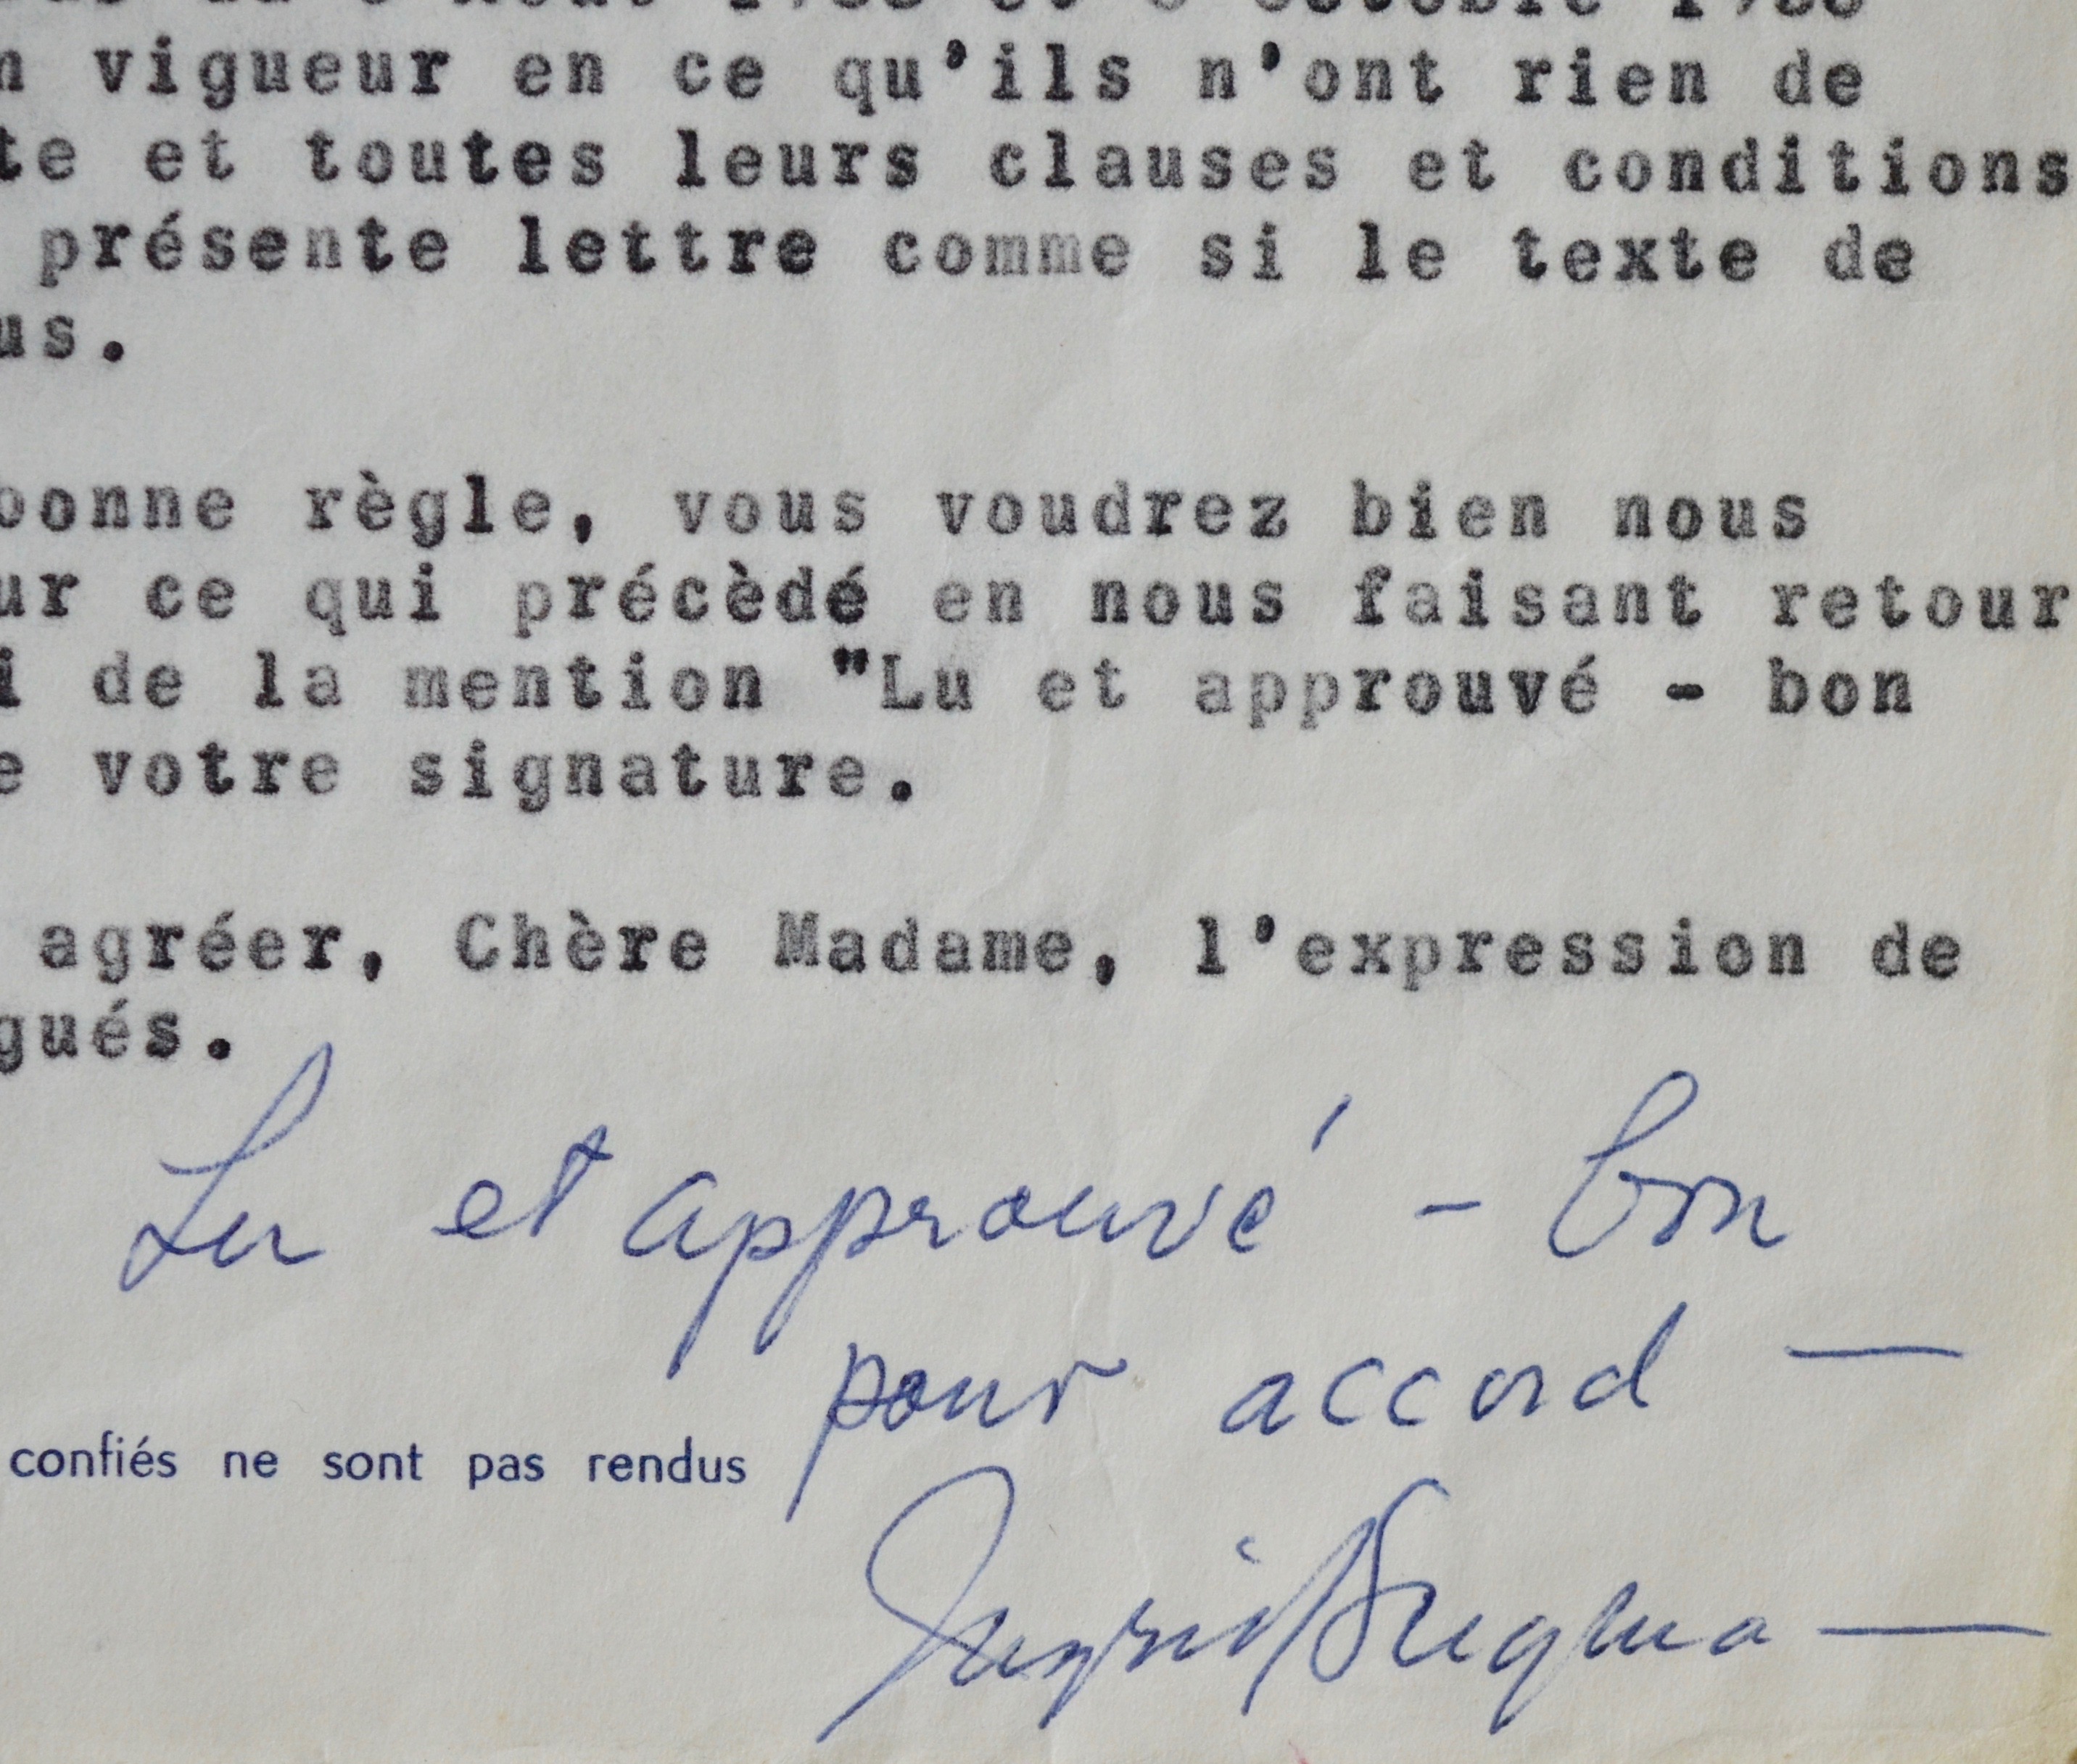 vigueur en ce qu'ils n'ont rien de
te et toutes leurs clauses et conditions
présente lettre comme si le texte de
us.
bonne règle, vous voudrez bien nous
ur ce qui précèdé en nous faisant retour
i de la mention "Lu et approuvé - bon
e votre signature.
agréer, Chère Madame, l'expression de
gués.
Lu et approuvé - bon
pour accord —
confiés ne sont pas rendus
Ingrid Bergman